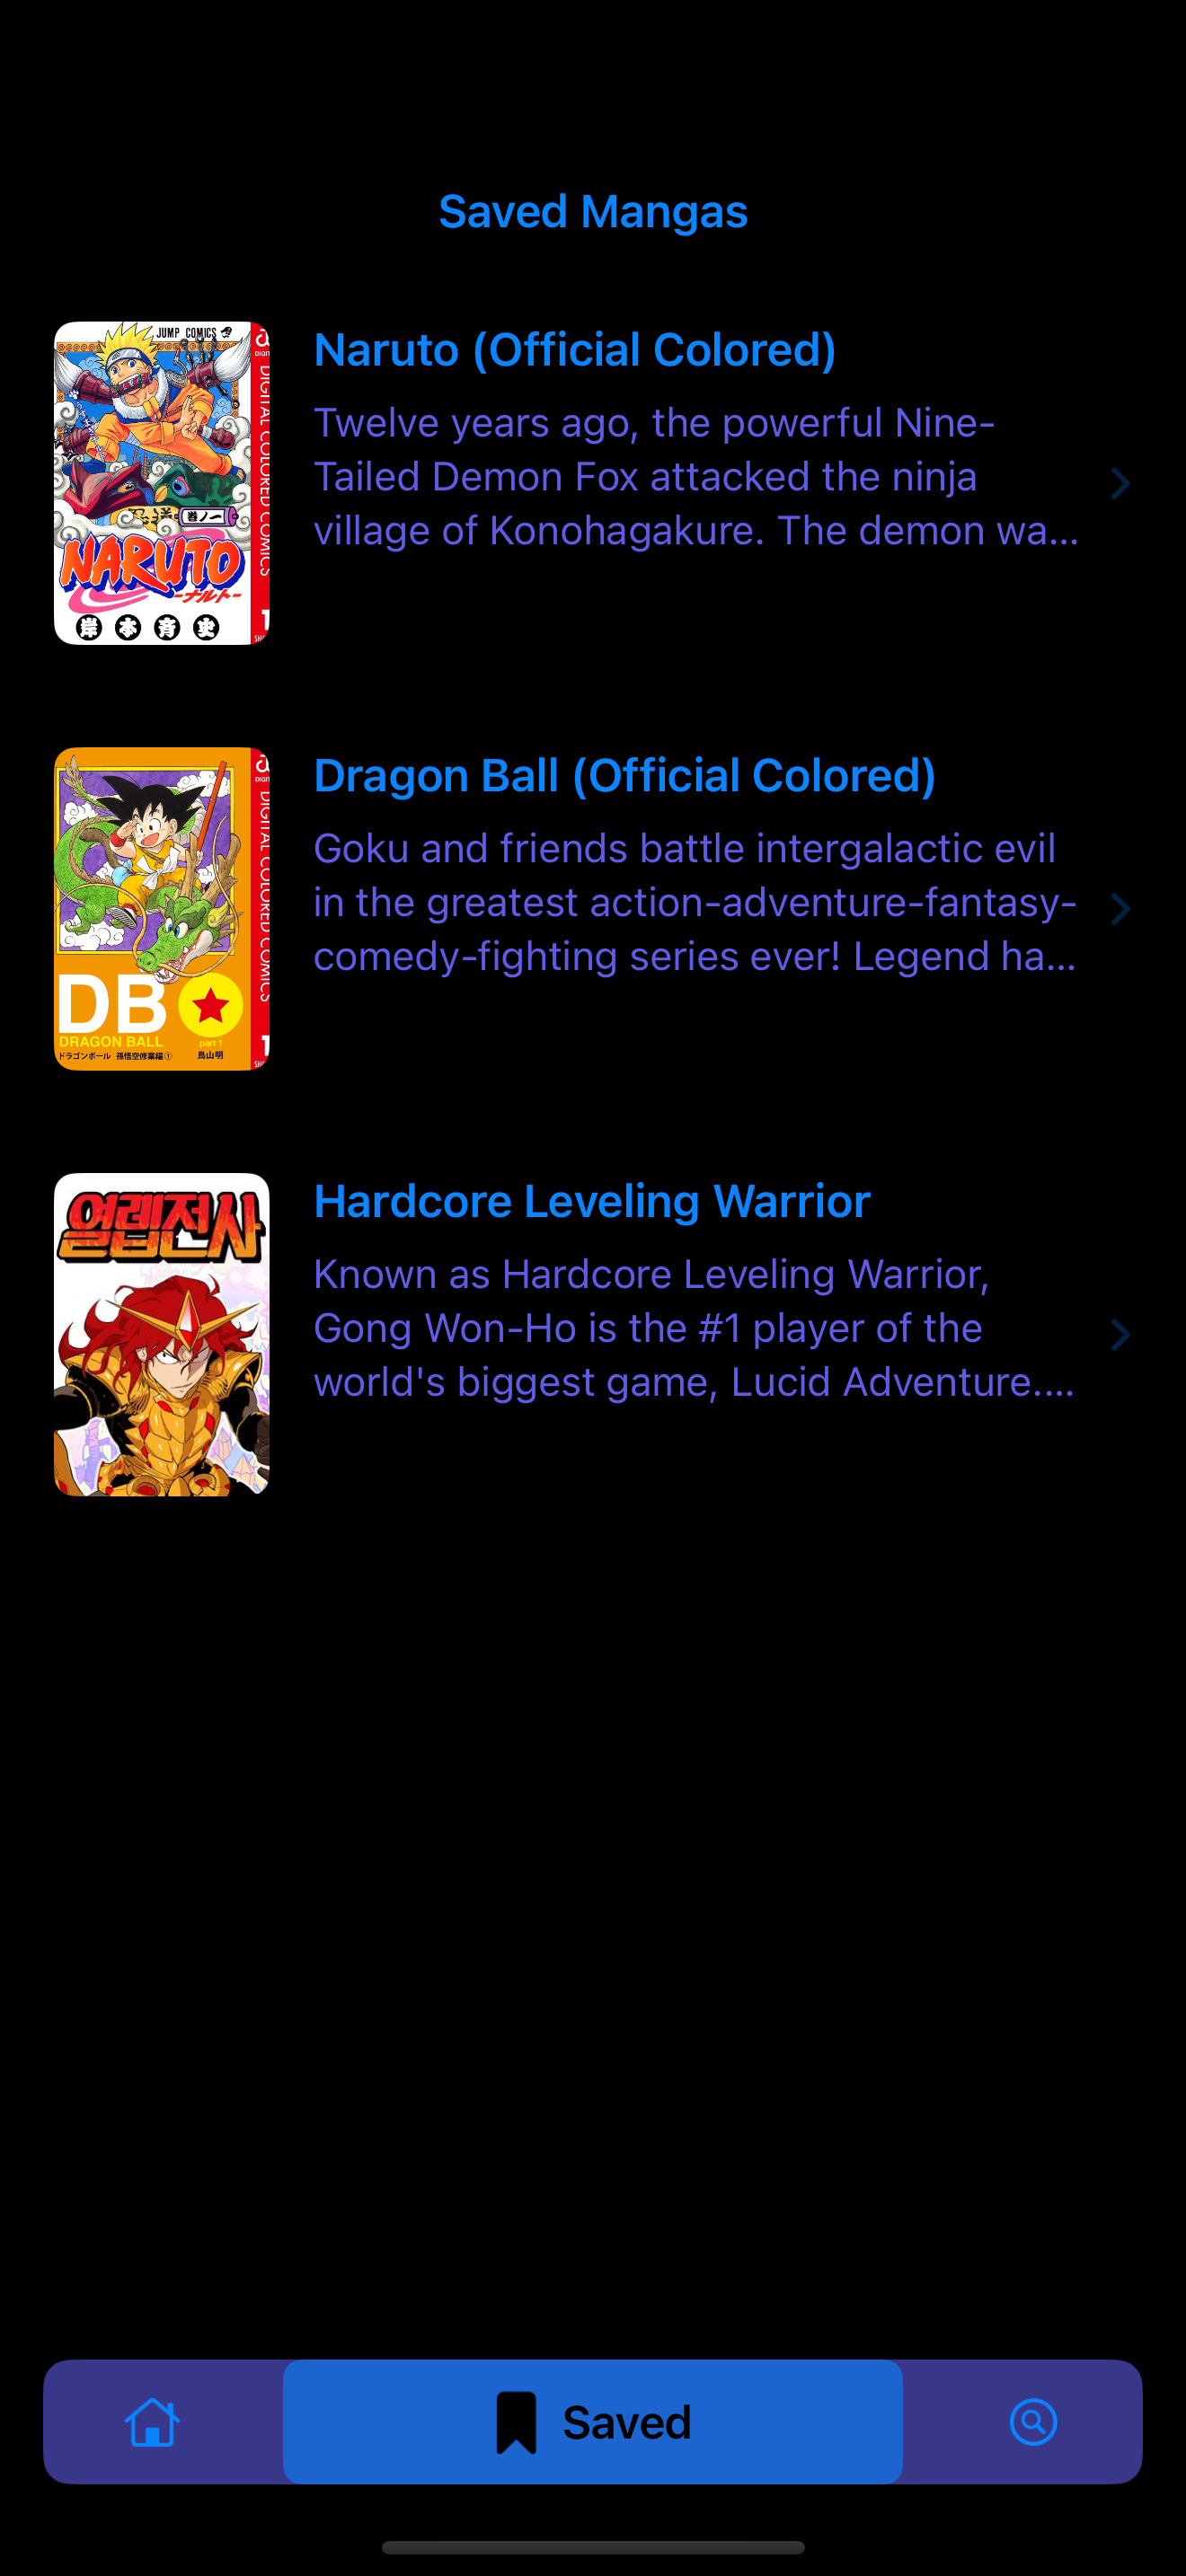 Saved Mangas
JUMP COMICS
DIGITAL COLORED COMICS
巻ノ一
NARUTO
-ナルト-
岸本斉史
1
Naruto (Official Colored)
Twelve years ago, the powerful Nine-
Tailed Demon Fox attacked the ninja
village of Konohagakure. The demon wa...
DIGITAL COLORED COMICS
DB
DRAGON BALL
part 1
ドラゴンボール 孫悟空修業編①
鳥山明
1
Dragon Ball (Official Colored)
Goku and friends battle intergalactic evil
in the greatest action-adventure-fantasy-
comedy-fighting series ever! Legend ha...
열렙전사
Hardcore Leveling Warrior
Known as Hardcore Leveling Warrior,
Gong Won-Ho is the #1 player of the
world's biggest game, Lucid Adventure....
Saved